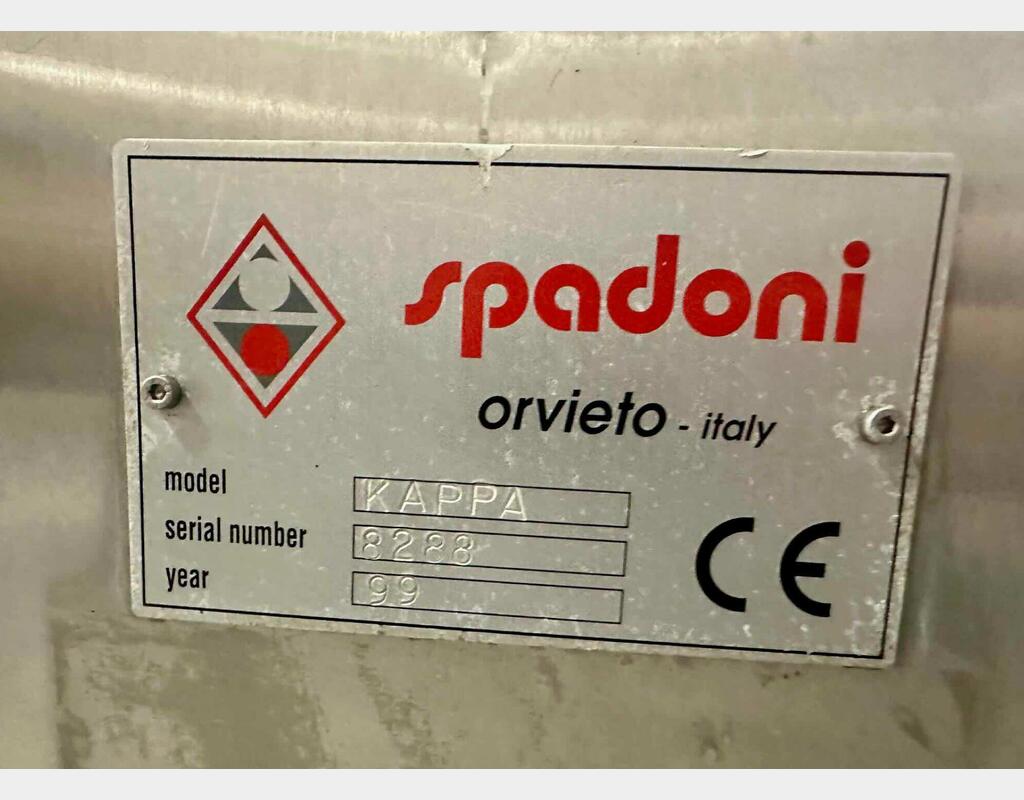 spadoni
orvieto - italy
model KAPPA
serial number 8288
year 99
CE